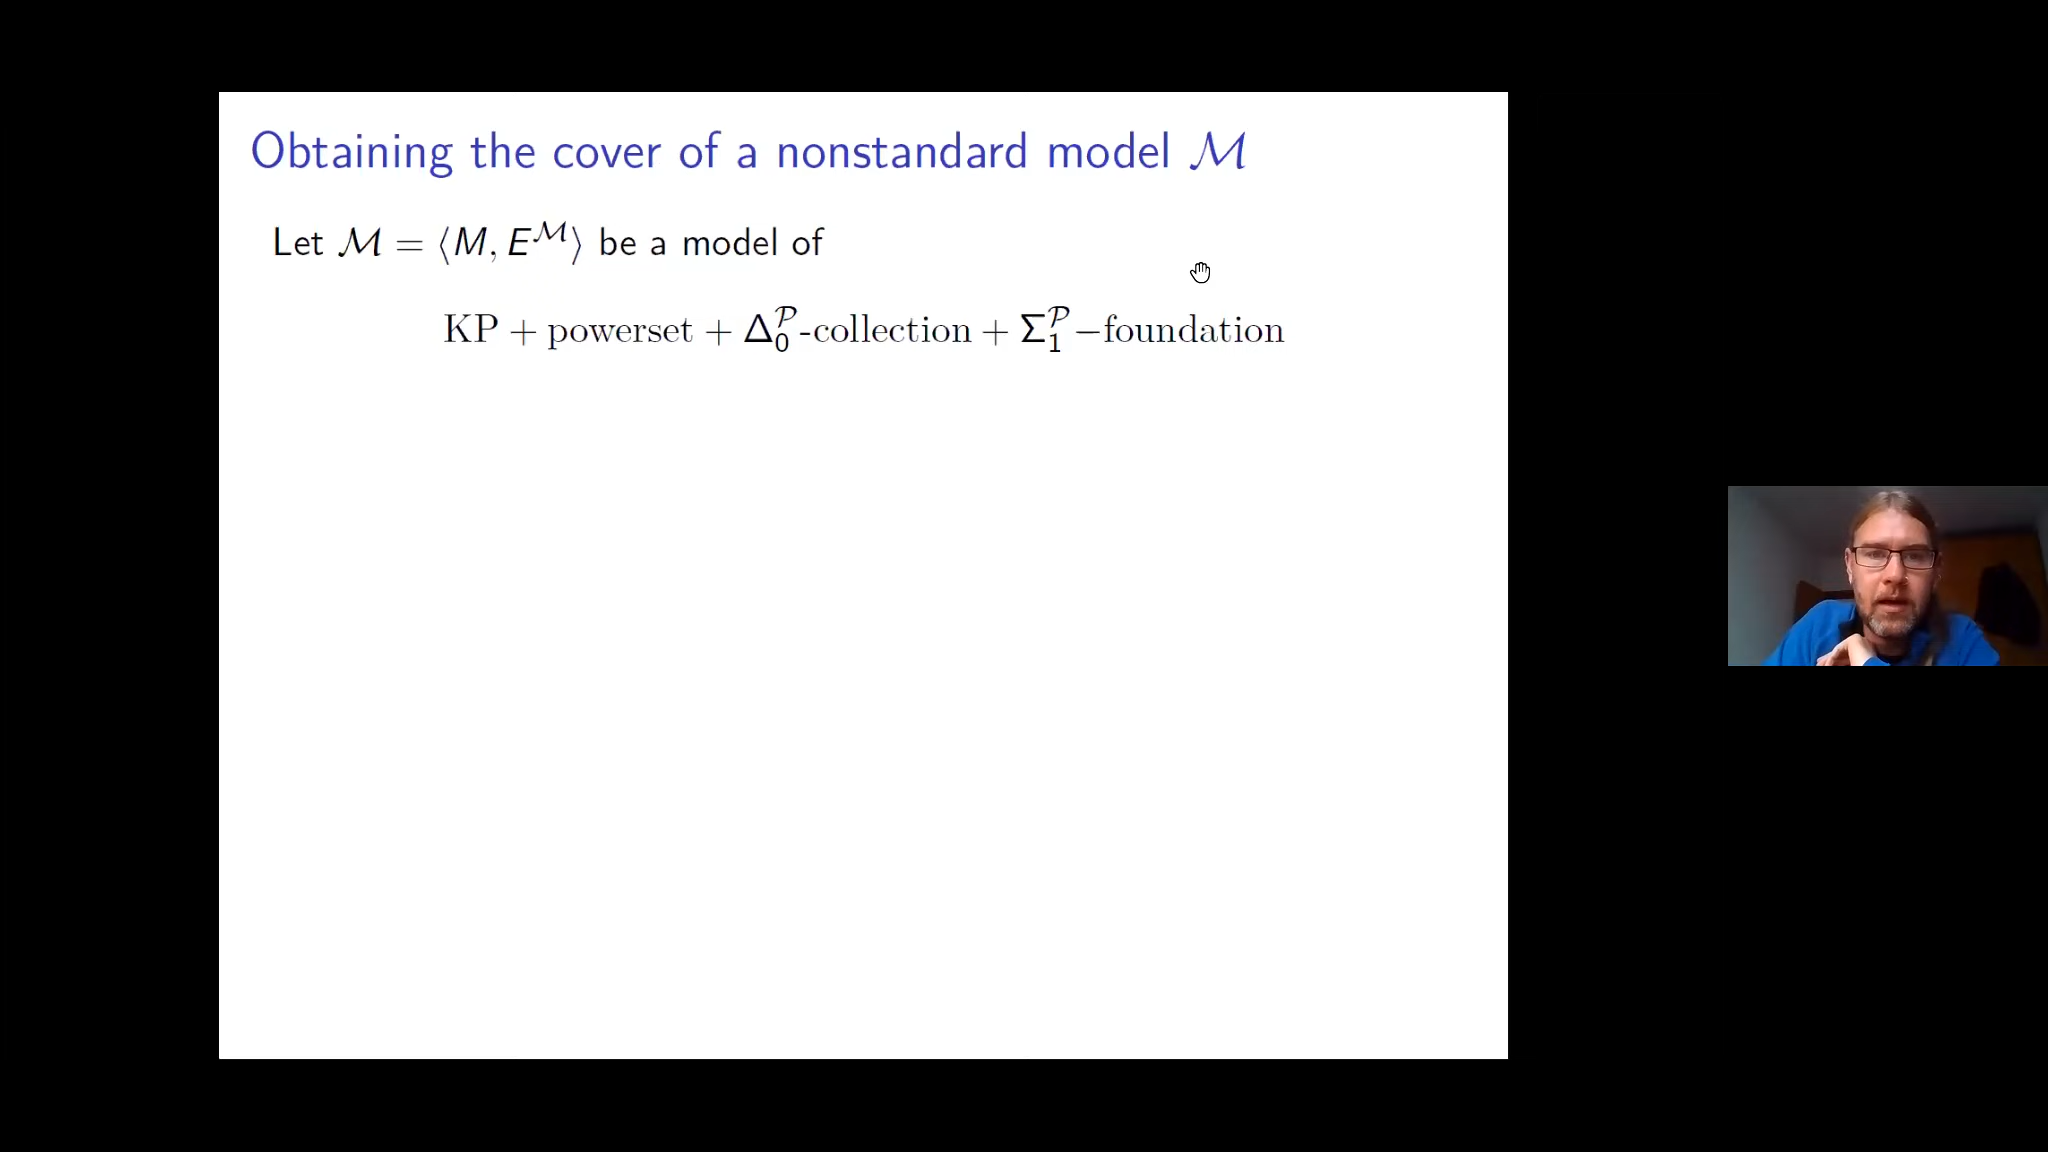 Obtaining the cover of a nonstandard model ℳ
Let ℳ = ⟨M, E^ℳ⟩ be a model of
KP + powerset + Δ₀^𝒫-collection + Σ₁^𝒫−foundation